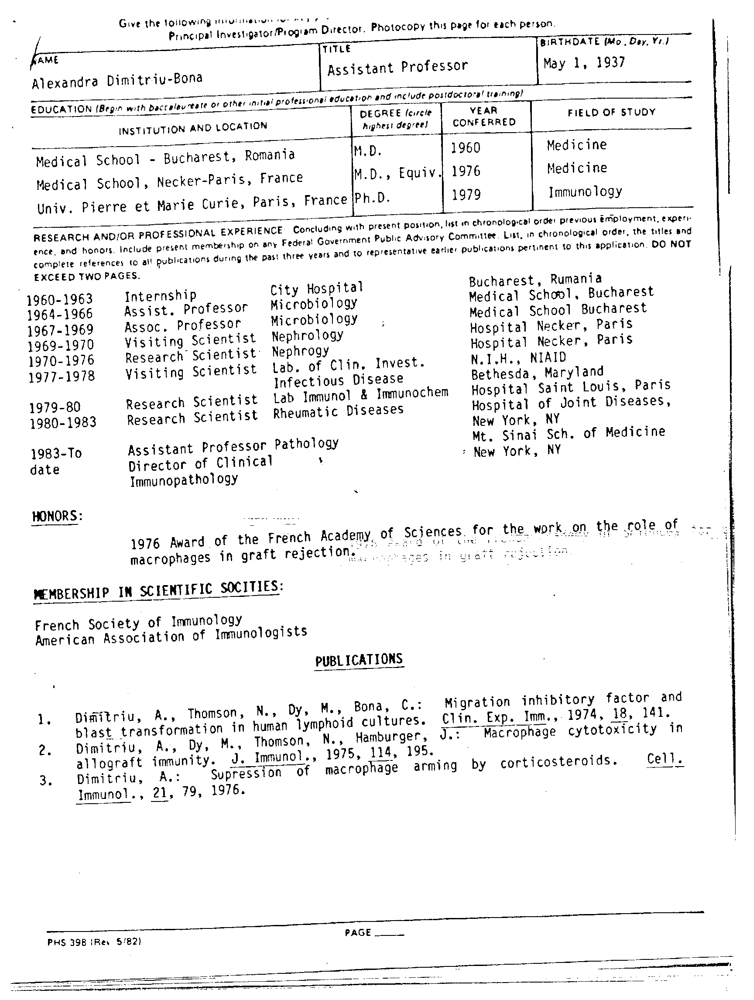 Give the following
Principal Investigator/Program Director. Photocopy this page for each person.
NAME
TITLE
BIRTHDATE (Mo., Day, Yr.)
Alexandra Dimitriu-Bona
Assistant Professor
May 1, 1937
EDUCATION (Begin with baccalaureate or other initial professional education and include postdoctoral training)
INSTITUTION AND LOCATION
DEGREE (circle highest degree)
YEAR CONFERRED
FIELD OF STUDY
Medical School - Bucharest, Romania M.D. 1960 Medicine
Medical School, Necker-Paris, France M.D., Equiv. 1976 Medicine
Univ. Pierre et Marie Curie, Paris, France Ph.D. 1979 Immunology
RESEARCH AND/OR PROFESSIONAL EXPERIENCE Concluding with present position, list in chronological order previous employment, experi-
ence, and honors. Include present membership on any Federal Government Public Advisory Committee. List, in chronological order, the titles and
complete references to all publications during the past three years and to representative earlier publications pertinent to this application. DO NOT
EXCEED TWO PAGES.
1960-1963 Internship City Hospital Bucharest, Rumania
1964-1966 Assist. Professor Microbiology Medical School, Bucharest
1967-1969 Assoc. Professor Microbiology Medical School Bucharest
1969-1970 Visiting Scientist Nephrology Hospital Necker, Paris
1970-1976 Research Scientist Nephrogy Hospital Necker, Paris
1977-1978 Visiting Scientist Lab. of Clin. Invest. N.I.H., NIAID
Infectious Disease Bethesda, Maryland
1979-80 Research Scientist Lab Immunol & Immunochem Hospital Saint Louis, Paris
1980-1983 Research Scientist Rheumatic Diseases Hospital of Joint Diseases,
New York, NY
1983-To Assistant Professor Pathology Mt. Sinai Sch. of Medicine
date Director of Clinical New York, NY
Immunopathology
HONORS:
1976 Award of the French Academy of Sciences for the work on the role of
macrophages in graft rejection.
MEMBERSHIP IN SCIENTIFIC SOCITIES:
French Society of Immunology
American Association of Immunologists
PUBLICATIONS
1. Dimitriu, A., Thomson, N., Dy, M., Bona, C.: Migration inhibitory factor and
blast transformation in human lymphoid cultures. Clin. Exp. Imm., 1974, 18, 141.
2. Dimitriu, A., Dy, M., Thomson, N., Hamburger, J.: Macrophage cytotoxicity in
allograft immunity. J. Immunol., 1975, 114, 195.
3. Dimitriu, A.: Supression of macrophage arming by corticosteroids. Cell.
Immunol., 21, 79, 1976.
PHS 398 (Rev. 5/82)
PAGE